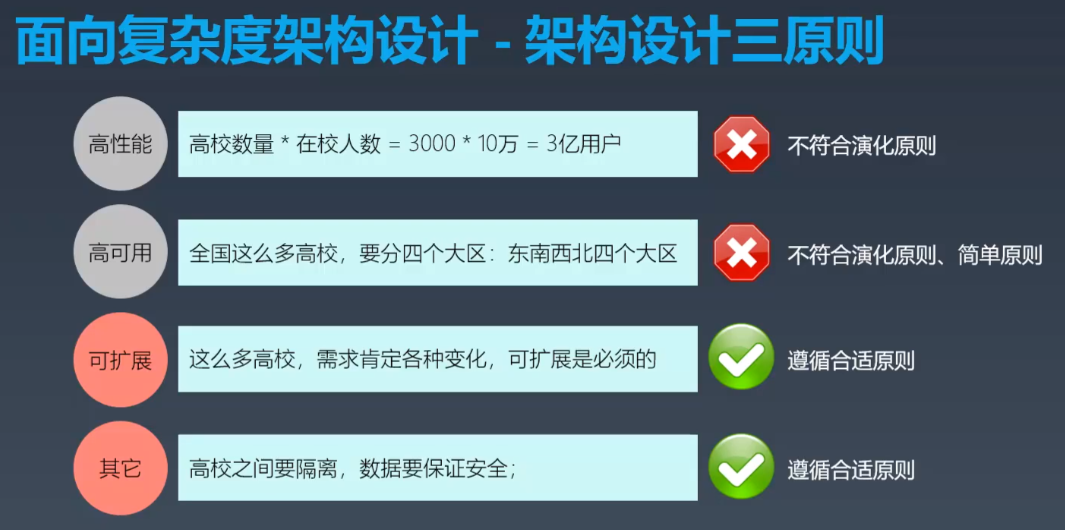 面向复杂度架构设计 - 架构设计三原则
高性能
高校数量 * 在校人数 = 3000 * 10万 = 3亿用户
不符合演化原则
高可用
全国这么多高校，要分四个大区：东南西北四个大区
不符合演化原则、简单原则
可扩展
这么多高校，需求肯定各种变化，可扩展是必须的
遵循合适原则
其它
高校之间要隔离，数据要保证安全；
遵循合适原则